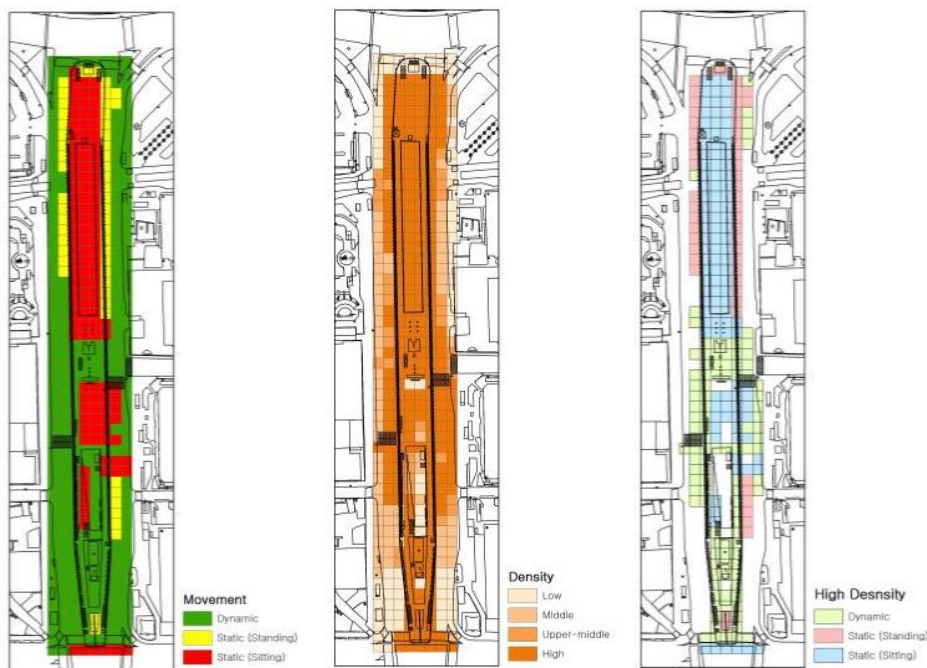 Movement
Dynamic
Static (Standing)
Static (Sitting)
Density
Low
Middle
Upper-middle
High
High Desnsity
Dynamic
Static (Standing)
Static (Sitting)